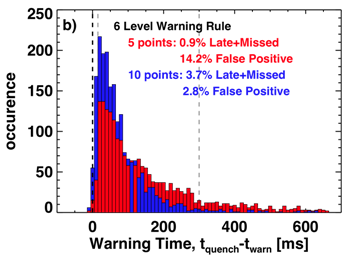 b)
6 Level Warning Rule
5 points: 0.9% Late+Missed
14.2% False Positive
10 points: 3.7% Late+Missed
2.8% False Positive
occurence
250
200
150
100
50
0
0 200 400 600
Warning Time, tquench-twarn [ms]